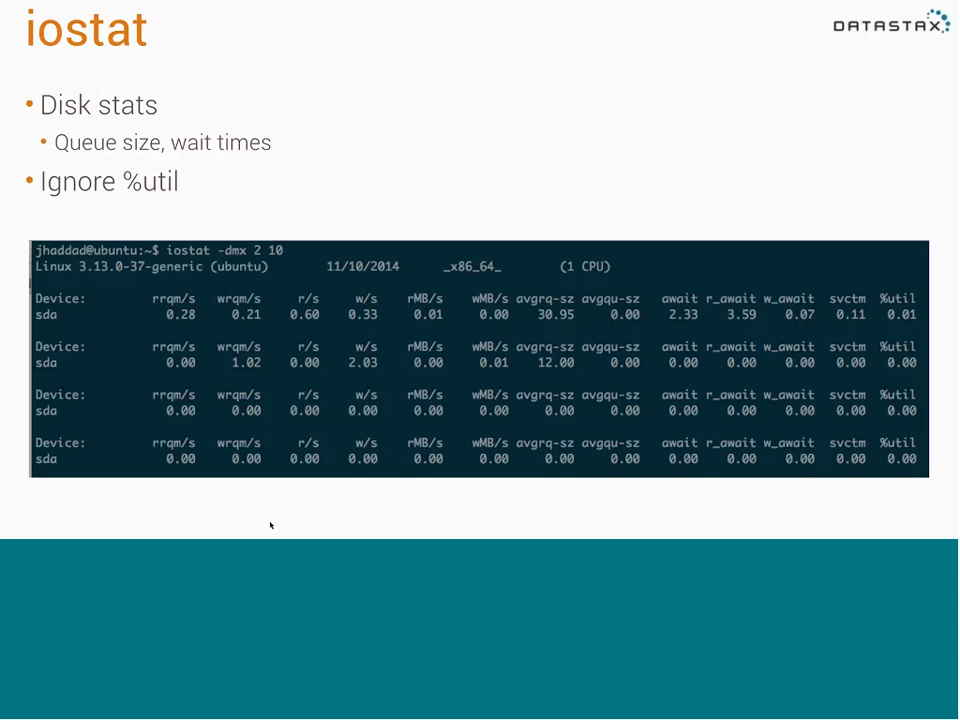 iostat
DATASTAX
• Disk stats
• Queue size, wait times
• Ignore %util
jhaddad@ubuntu:~$ iostat -dmx 2 10
Linux 3.13.0-37-generic (ubuntu) 11/10/2014 _x86_64_ (1 CPU)
Device: rrqm/s wrqm/s r/s w/s rMB/s wMB/s avgrq-sz avgqu-sz await r_await w_await svctm %util
sda 0.28 0.21 0.60 0.33 0.01 0.00 30.95 0.00 2.33 3.59 0.07 0.11 0.01
Device: rrqm/s wrqm/s r/s w/s rMB/s wMB/s avgrq-sz avgqu-sz await r_await w_await svctm %util
sda 0.00 1.02 0.00 2.03 0.00 0.01 12.00 0.00 0.00 0.00 0.00 0.00 0.00
Device: rrqm/s wrqm/s r/s w/s rMB/s wMB/s avgrq-sz avgqu-sz await r_await w_await svctm %util
sda 0.00 0.00 0.00 0.00 0.00 0.00 0.00 0.00 0.00 0.00 0.00 0.00 0.00
Device: rrqm/s wrqm/s r/s w/s rMB/s wMB/s avgrq-sz avgqu-sz await r_await w_await svctm %util
sda 0.00 0.00 0.00 0.00 0.00 0.00 0.00 0.00 0.00 0.00 0.00 0.00 0.00